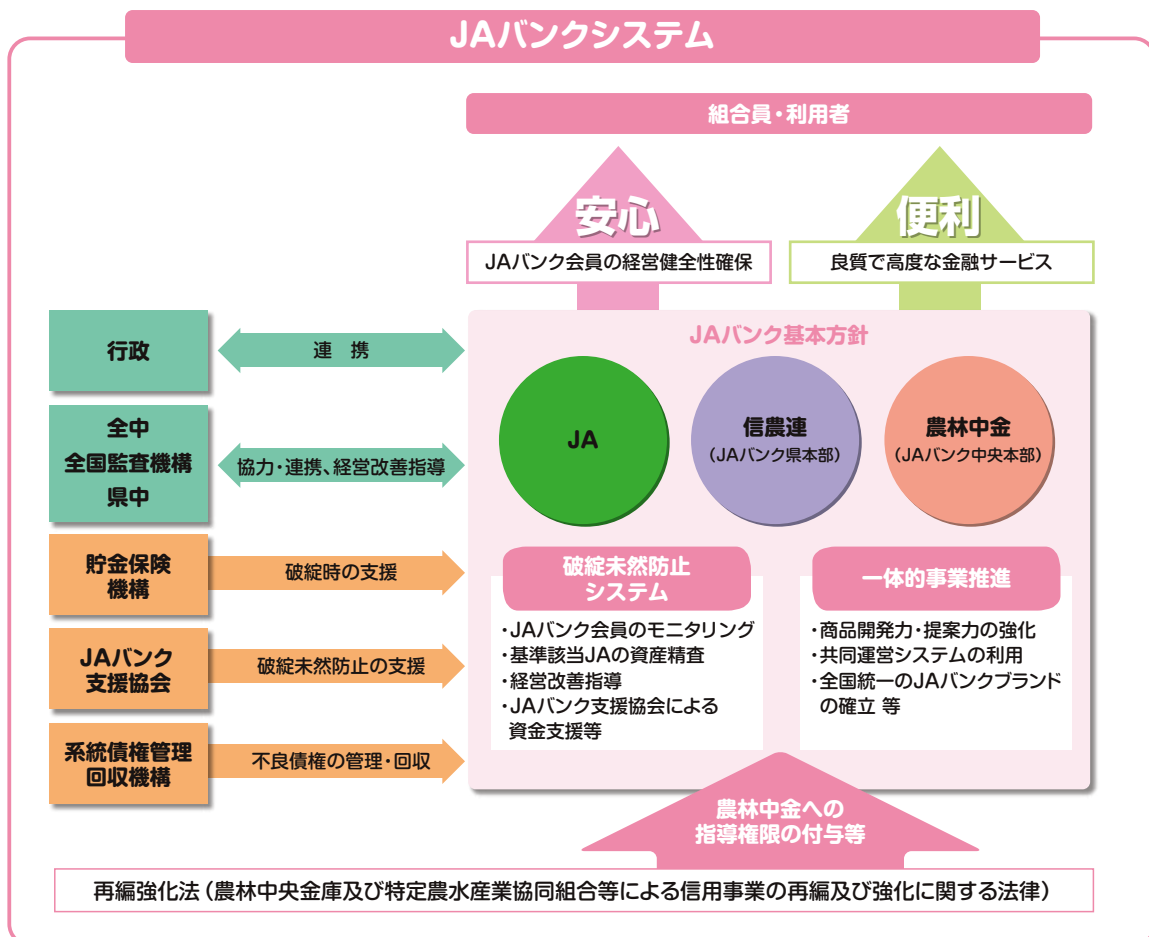 JAバンクシステム
組合員・利用者
安心
JAバンク会員の経営健全性確保
便利
良質で高度な金融サービス
行政
連　携
全中
全国監査機構
県中
協力・連携、経営改善指導
貯金保険
機構
破綻時の支援
JAバンク
支援協会
破綻未然防止の支援
系統債権管理
回収機構
不良債権の管理・回収
JAバンク基本方針
JA
信農連
（JAバンク県本部）
農林中金
（JAバンク中央本部）
破綻未然防止
システム
・JAバンク会員のモニタリング
・基準該当JAの資産精査
・経営改善指導
・JAバンク支援協会による
資金支援等
一体的事業推進
・商品開発力・提案力の強化
・共同運営システムの利用
・全国統一のJAバンクブランド
の確立 等
農林中金への
指導権限の付与等
再編強化法（農林中央金庫及び特定農水産業協同組合等による信用事業の再編及び強化に関する法律）